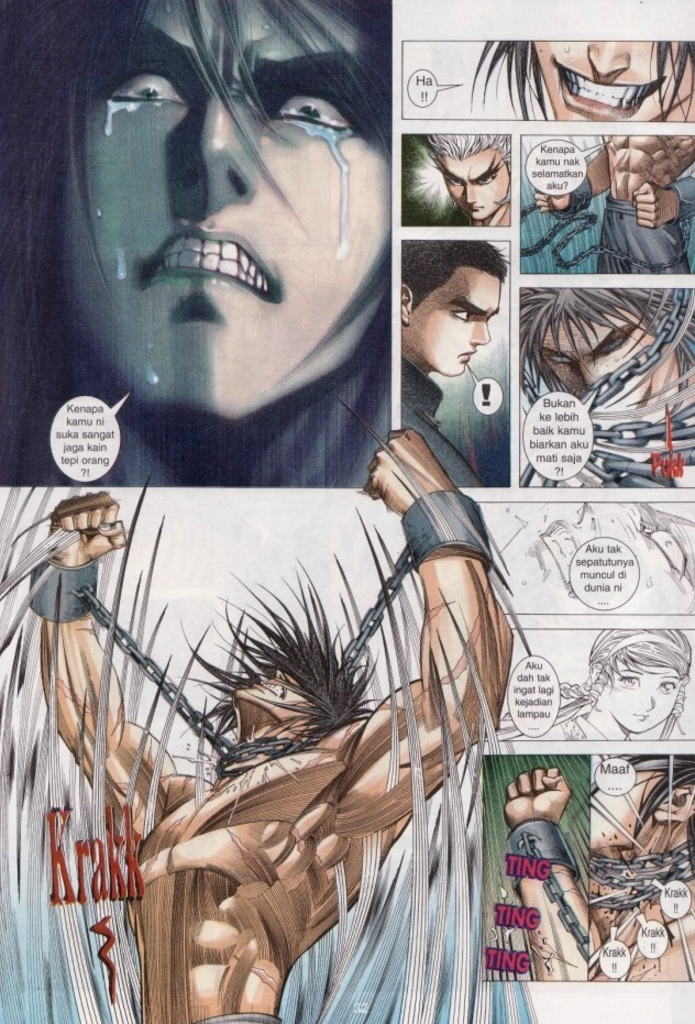 Ha
!!
Kenapa
kamu nak
selamatkan
aku?
!
Bukan
ke lebih
baik kamu
biarkan aku
mati saja
?!
Pukk
Kenapa
kamu ni
suka sangat
jaga kain
tepi orang
?!
Aku tak
sepatutunya
muncul di
dunia ni
....
Aku
dah tak
ingat lagi
kejadian
lampau
....
Krakk
TING
TING
TING
Maaf
....
Krakk
!!
Krakk
!!
Krakk
!!
32